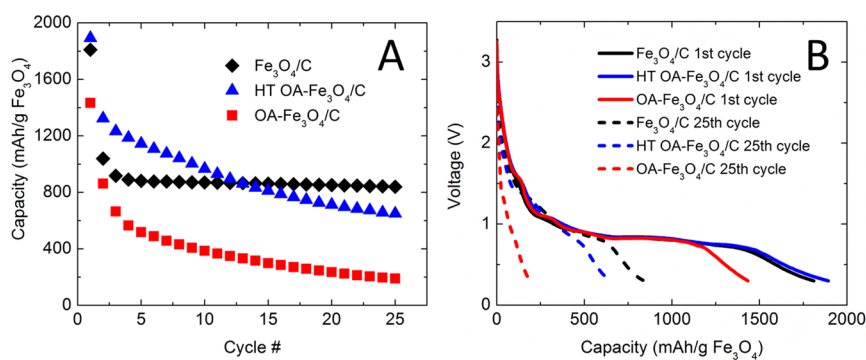 A
Fe₃O₄/C
HT OA-Fe₃O₄/C
OA-Fe₃O₄/C
Capacity (mAh/g Fe₃O₄)
2000
1600
1200
800
400
0
0 5 10 15 20 25
Cycle #
B
Fe₃O₄/C 1st cycle
HT OA-Fe₃O₄/C 1st cycle
OA-Fe₃O₄/C 1st cycle
Fe₃O₄/C 25th cycle
HT OA-Fe₃O₄/C 25th cycle
OA-Fe₃O₄/C 25th cycle
Voltage (V)
3
2
1
0
0 500 1000 1500 2000
Capacity (mAh/g Fe₃O₄)